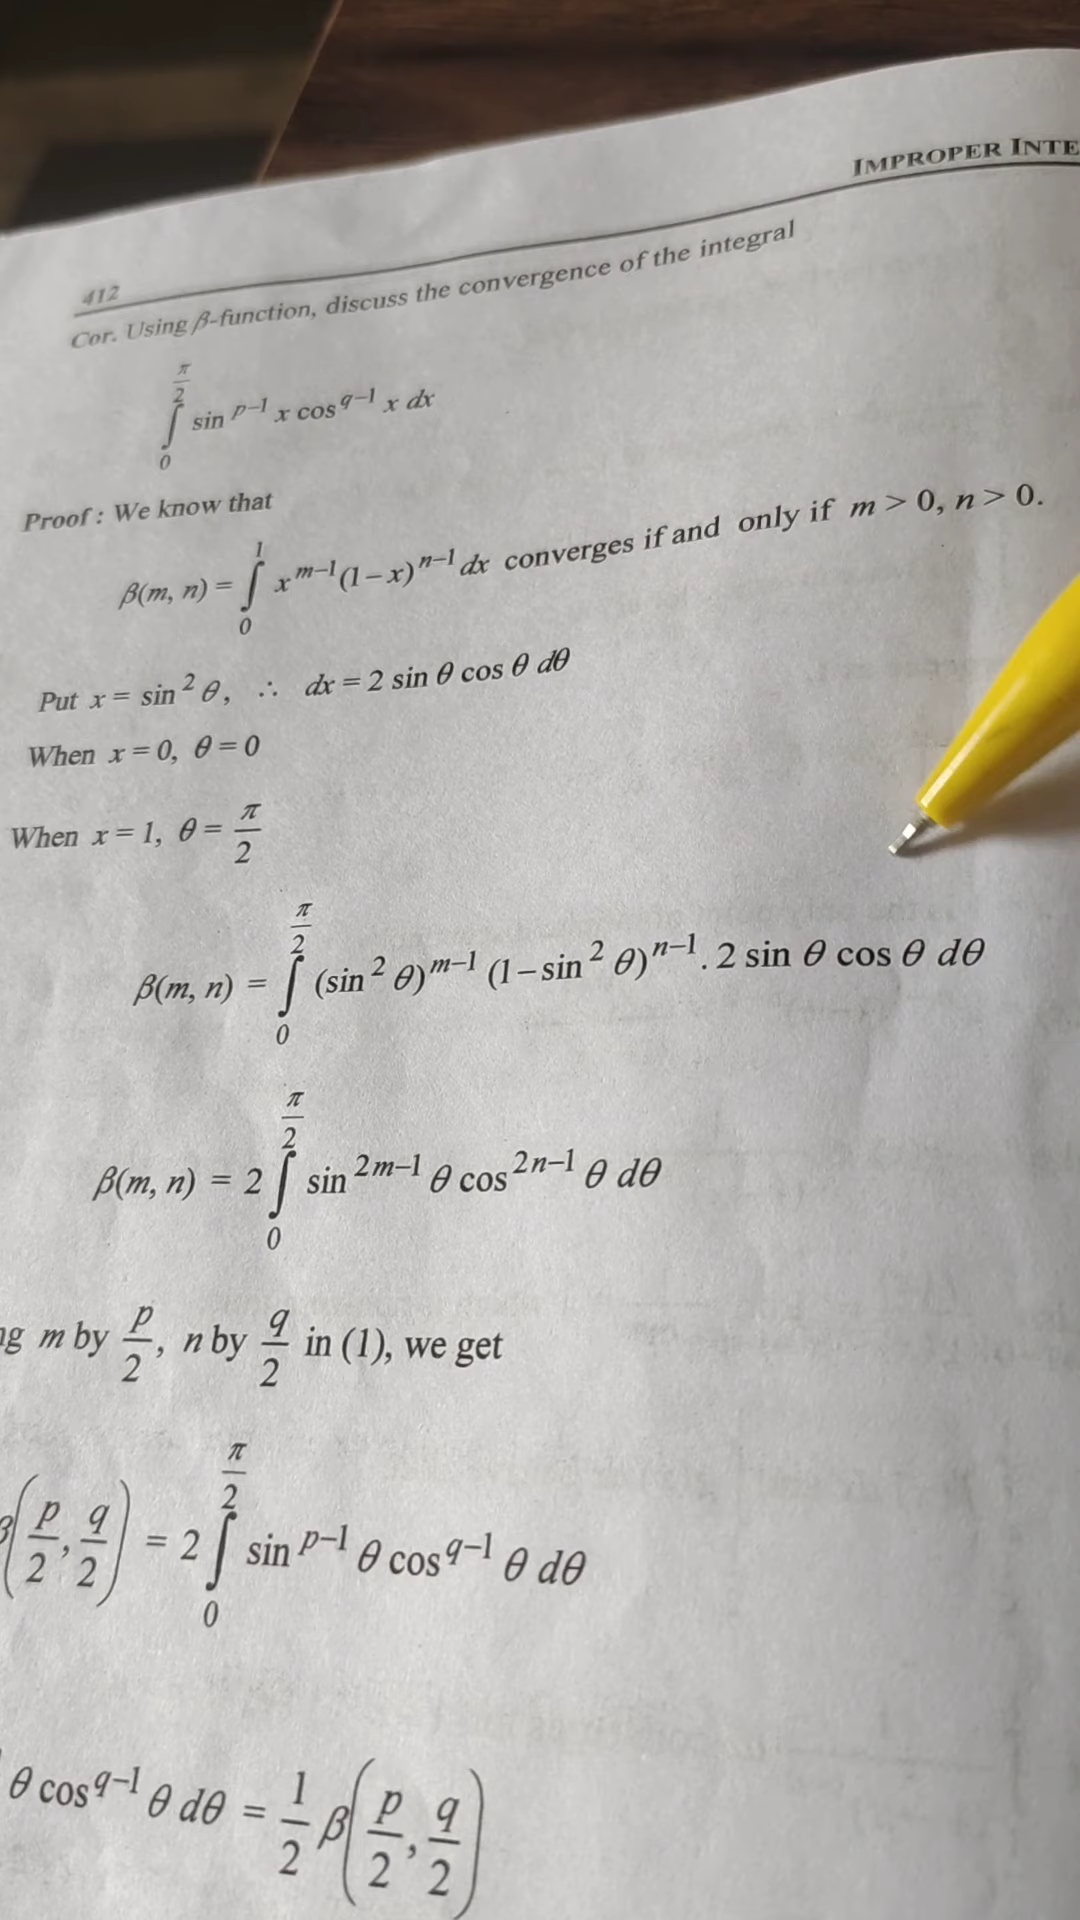 IMPROPER INTE
412
Cor. Using β-function, discuss the convergence of the integral
∫₀^(π/2) sin^(p–1) x cos^(q–1) x dx
Proof : We know that
β(m, n) = ∫₀^1 x^(m–1) (1–x)^(n–1) dx converges if and only if m > 0, n > 0.
Put x = sin² θ, ∴ dx = 2 sin θ cos θ dθ
When x = 0, θ = 0
When x = 1, θ = π/2
β(m, n) = ∫₀^(π/2) (sin² θ)^(m–1) (1–sin² θ)^(n–1) . 2 sin θ cos θ dθ
β(m, n) = 2 ∫₀^(π/2) sin^(2m–1) θ cos^(2n–1) θ dθ
ng m by p/2, n by q/2 in (1), we get
β(p/2, q/2) = 2 ∫₀^(π/2) sin^(p–1) θ cos^(q–1) θ dθ
θ cos^(q–1) θ dθ = 1/2 β(p/2, q/2)